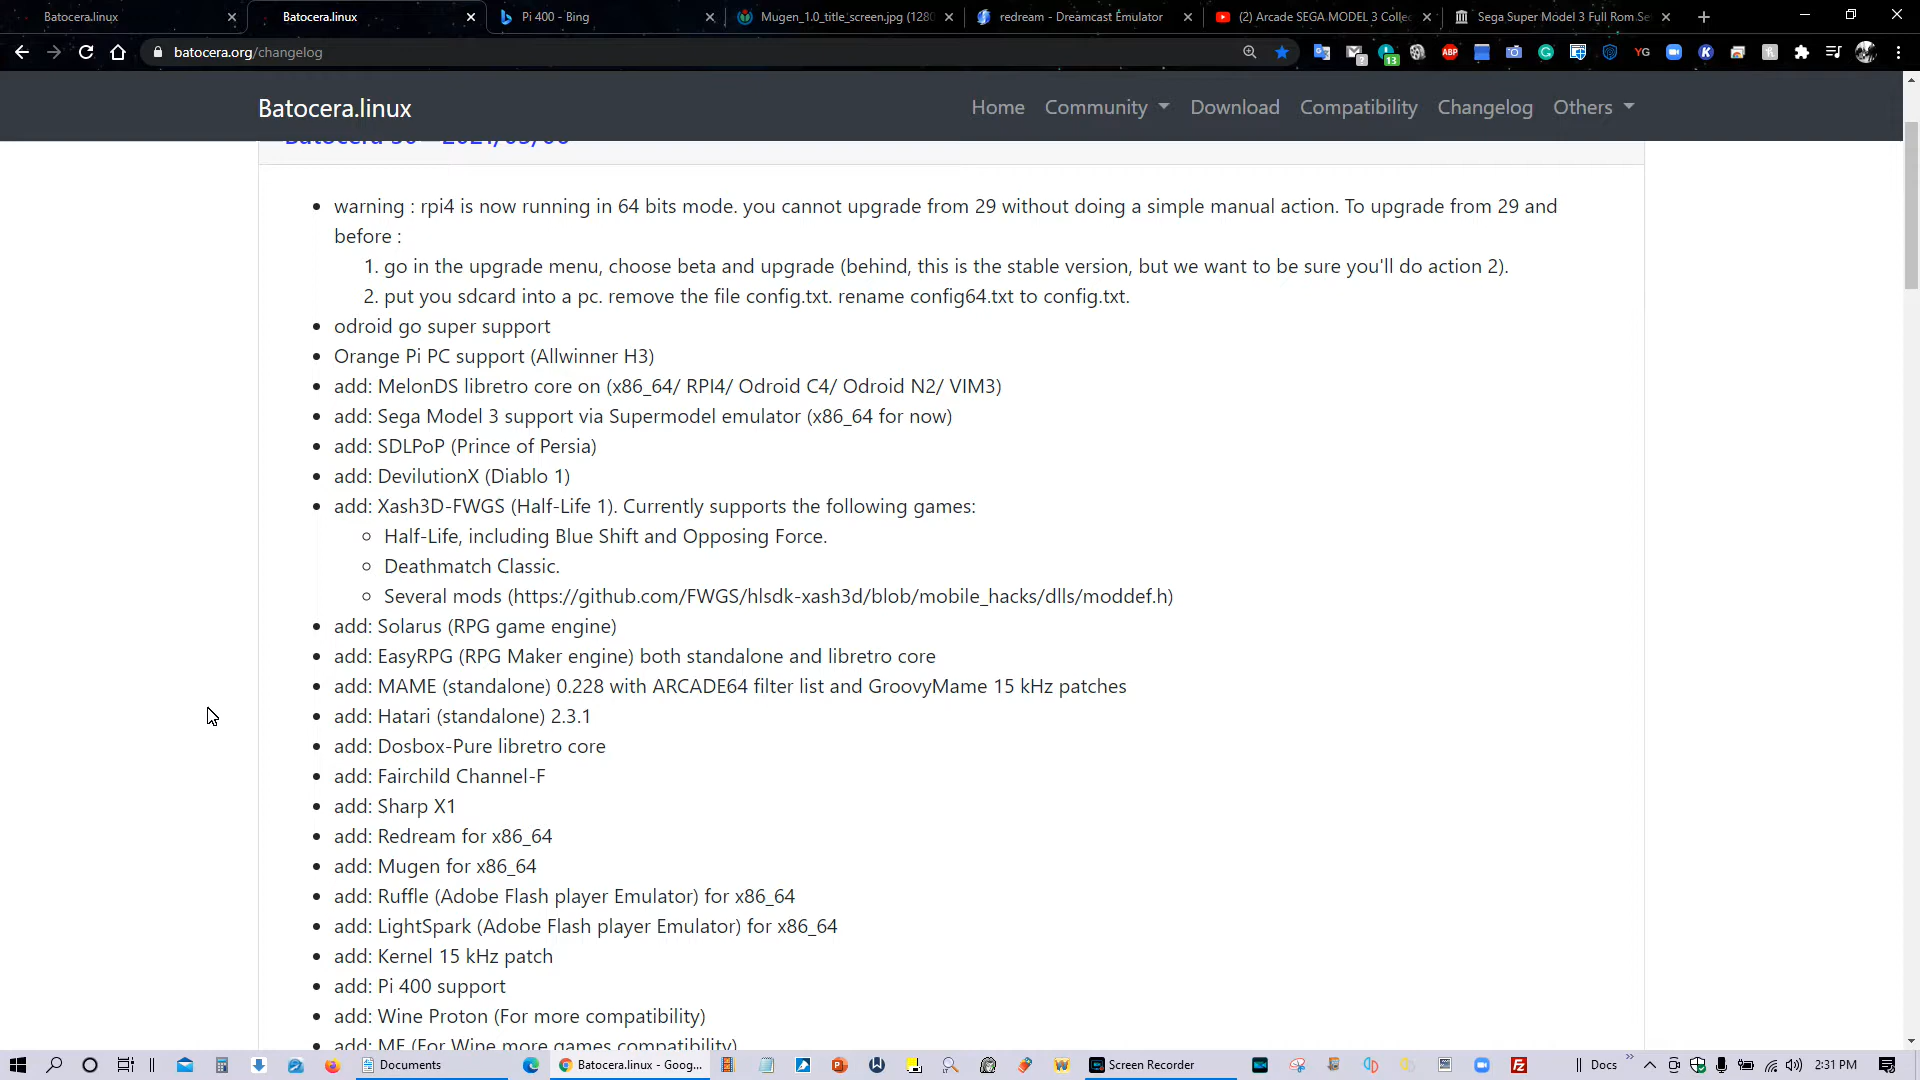 Batocera.linux
Batocera.linux
Pi 400 - Bing
Mugen_1.0_title_screen.jpg (1280
redream - Dreamcast Emulator
(2) Arcade SEGA MODEL 3 Collec
Sega Super Model 3 Full Rom Se
batocera.org/changelog
13
ABP
YG
Batocera.linux
Home
Community
Download
Compatibility
Changelog
Others
warning : rpi4 is now running in 64 bits mode. you cannot upgrade from 29 without doing a simple manual action. To upgrade from 29 and
before :
1. go in the upgrade menu, choose beta and upgrade (behind, this is the stable version, but we want to be sure you'll do action 2).
2. put you sdcard into a pc. remove the file config.txt. rename config64.txt to config.txt.
odroid go super support
Orange Pi PC support (Allwinner H3)
add: MelonDS libretro core on (x86_64/ RPI4/ Odroid C4/ Odroid N2/ VIM3)
add: Sega Model 3 support via Supermodel emulator (x86_64 for now)
add: SDLPoP (Prince of Persia)
add: DevilutionX (Diablo 1)
add: Xash3D-FWGS (Half-Life 1). Currently supports the following games:
Half-Life, including Blue Shift and Opposing Force.
Deathmatch Classic.
Several mods (https://github.com/FWGS/hlsdk-xash3d/blob/mobile_hacks/dlls/moddef.h)
add: Solarus (RPG game engine)
add: EasyRPG (RPG Maker engine) both standalone and libretro core
add: MAME (standalone) 0.228 with ARCADE64 filter list and GroovyMame 15 kHz patches
add: Hatari (standalone) 2.3.1
add: Dosbox-Pure libretro core
add: Fairchild Channel-F
add: Sharp X1
add: Redream for x86_64
add: Mugen for x86_64
add: Ruffle (Adobe Flash player Emulator) for x86_64
add: LightSpark (Adobe Flash player Emulator) for x86_64
add: Kernel 15 kHz patch
add: Pi 400 support
add: Wine Proton (For more compatibility)
add: MF (For Wine more games compatibility)
Documents
Batocera.linux - Goog...
Screen Recorder
Docs
2:31 PM